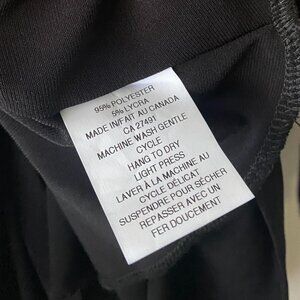 95% POLYESTER
5% LYCRA
MADE IN/FAIT AU CANADA
CA 27491
MACHINE WASH GENTLE
CYCLE
HANG TO DRY
LIGHT PRESS
LAVER À LA MACHINE AU
CYCLE DÉLICAT
SUSPENDRE POUR SÉCHER
REPASSER AVEC UN
FER DOUCEMENT